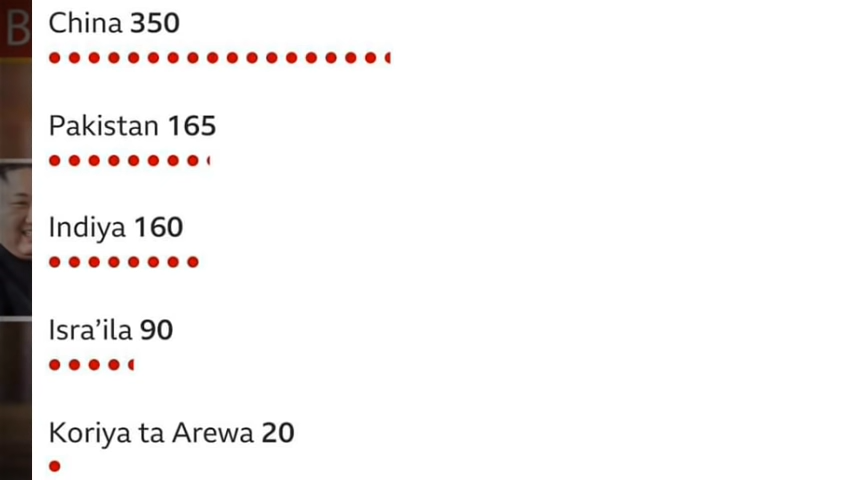 B
China 350
Pakistan 165
Indiya 160
Isra’ila 90
Koriya ta Arewa 20